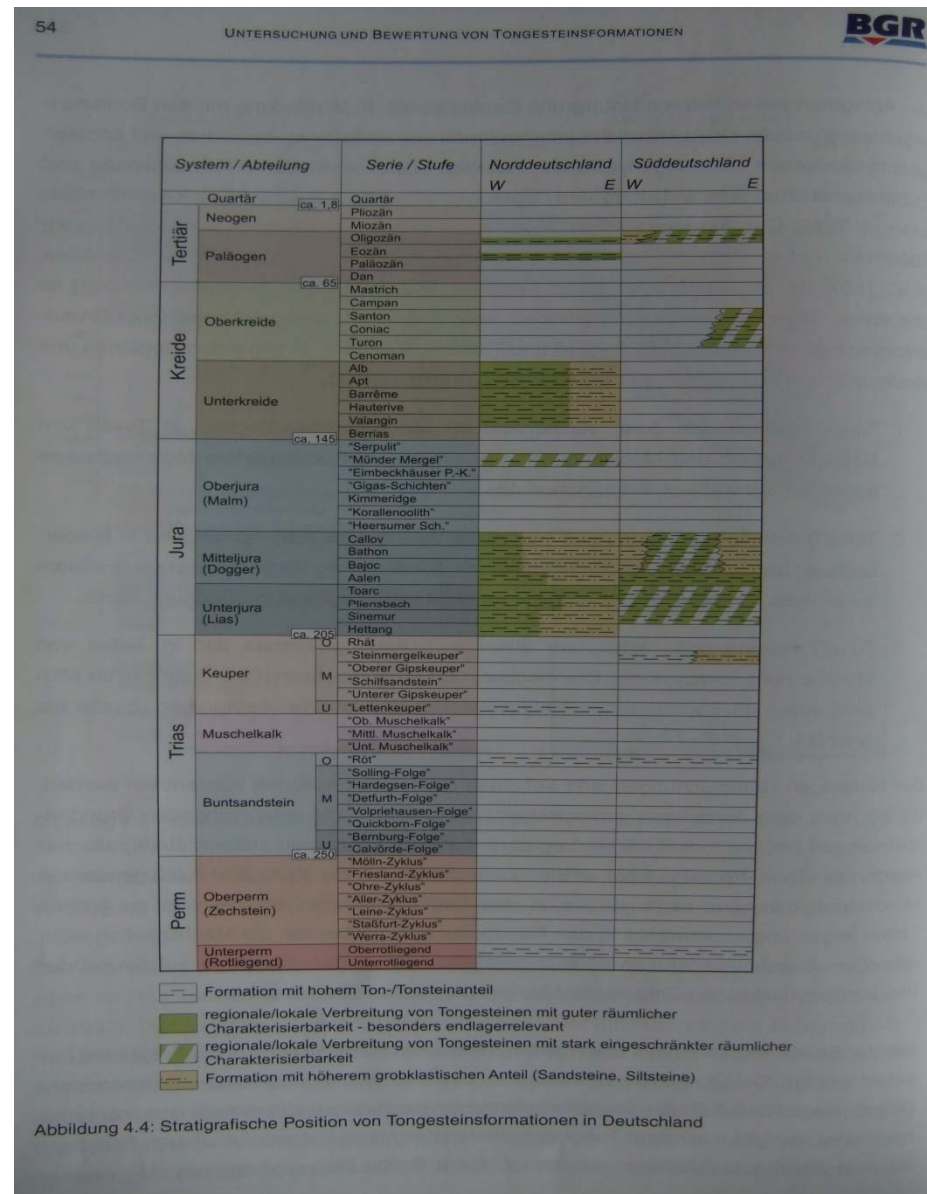 54
UNTERSUCHUNG UND BEWERTUNG VON TONGESTEINSFORMATIONEN
BGR
System / Abteilung
Serie / Stufe
Norddeutschland
Süddeutschland
W E W E
Quartär ca. 1,8 Quartär
Tertiär
Neogen
Pliozän
Miozän
Paläogen
Oligozän
Eozän
Paläozän
Dan
ca. 65
Kreide
Oberkreide
Mastrich
Campan
Santon
Coniac
Turon
Cenoman
Unterkreide
Alb
Apt
Barrême
Hauterive
Valangin
Berrias
ca. 145
Jura
Oberjura
(Malm)
"Serpulit"
"Münder Mergel"
"Eimbeckhäuser P.-K."
"Gigas-Schichten"
Kimmeridge
"Korallenoolith"
"Heersumer Sch."
Mitteljura
(Dogger)
Callov
Bathon
Bajoc
Aalen
Unterjura
(Lias)
Toarc
Pliensbach
Sinemur
Hettang
ca. 205
Trias
Keuper
O Rhät
M
"Steinmergelkeuper"
"Oberer Gipskeuper"
"Schilfsandstein"
"Unterer Gipskeuper"
U "Lettenkeuper"
Muschelkalk
"Ob. Muschelkalk"
"Mittl. Muschelkalk"
"Unt. Muschelkalk"
Buntsandstein
O "Röt"
M
"Solling-Folge"
"Hardegsen-Folge"
"Detfurth-Folge"
"Volpriehausen-Folge"
"Quickborn-Folge"
U
"Bernburg-Folge"
"Calvörde-Folge"
ca. 250
Perm
Oberperm
(Zechstein)
"Mölln-Zyklus"
"Friesland-Zyklus"
"Ohre-Zyklus"
"Aller-Zyklus"
"Leine-Zyklus"
"Staßfurt-Zyklus"
"Werra-Zyklus"
Unterperm
(Rotliegend)
Oberrotliegend
Unterrotliegend
Formation mit hohem Ton-/Tonsteinanteil
regionale/lokale Verbreitung von Tongesteinen mit guter räumlicher
Charakterisierbarkeit - besonders endlagerrelevant
regionale/lokale Verbreitung von Tongesteinen mit stark eingeschränkter räumlicher
Charakterisierbarkeit
Formation mit höherem grobklastischen Anteil (Sandsteine, Siltsteine)
Abbildung 4.4: Stratigrafische Position von Tongesteinsformationen in Deutschland